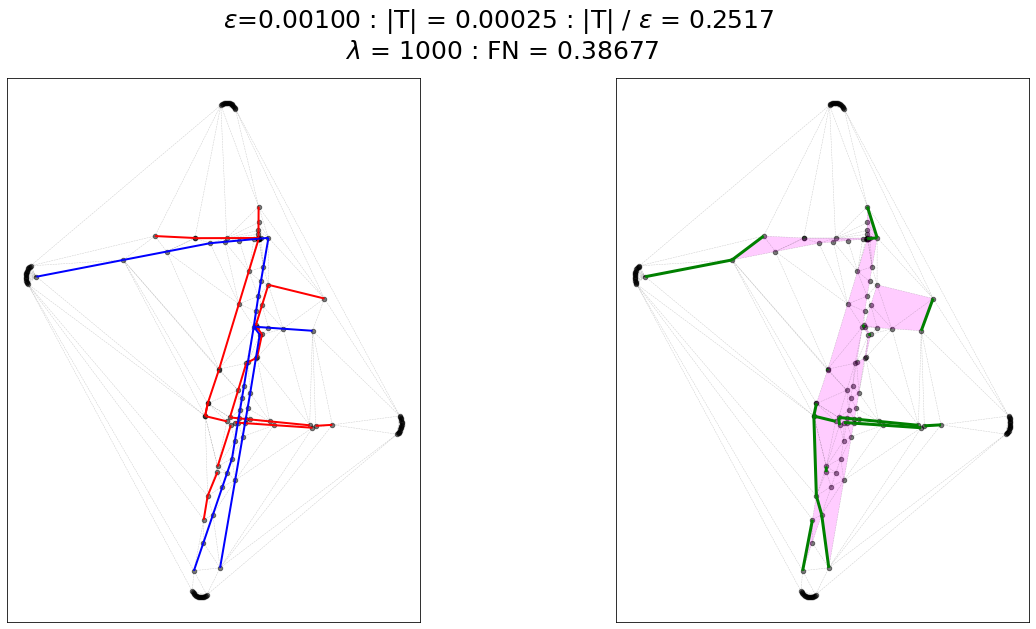 ε=0.00100 : |T| = 0.00025 : |T| / ε = 0.2517
λ = 1000 : FN = 0.38677